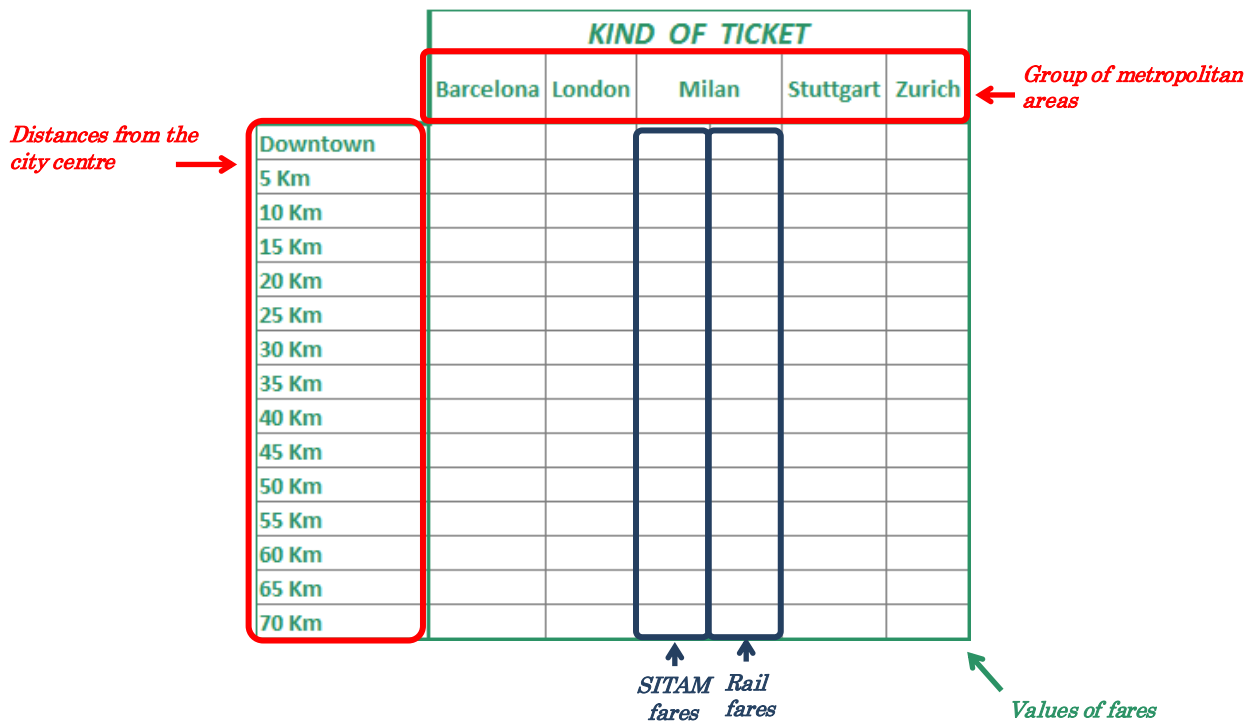 KIND OF TICKET
Barcelona London Milan Stuttgart Zurich
Group of metropolitan
areas
Distances from the
city centre
Downtown
5 Km
10 Km
15 Km
20 Km
25 Km
30 Km
35 Km
40 Km
45 Km
50 Km
55 Km
60 Km
65 Km
70 Km
SITAM
fares
Rail
fares
Values of fares